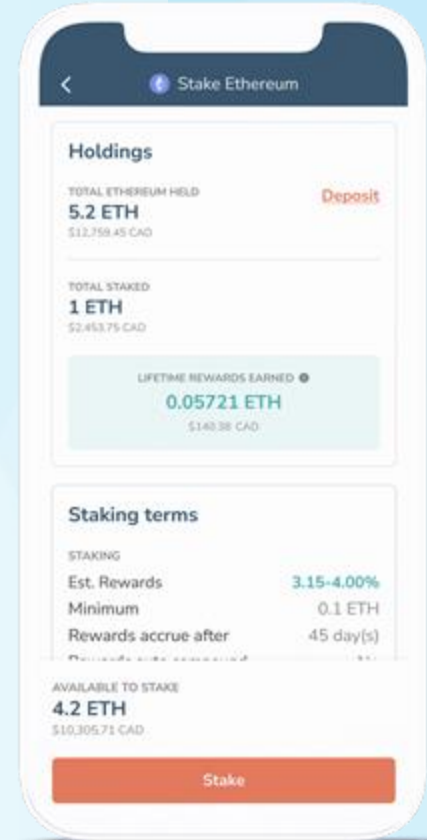 Stake Ethereum
Holdings
TOTAL ETHEREUM HELD
Deposit
5.2 ETH
$12,759.45 CAD
TOTAL STAKED
1 ETH
$2,453.75 CAD
LIFETIME REWARDS EARNED
0.05721 ETH
$140.38 CAD
Staking terms
STAKING
Est. Rewards 3.15-4.00%
Minimum 0.1 ETH
Rewards accrue after 45 day(s)
AVAILABLE TO STAKE
4.2 ETH
$10,305.71 CAD
Stake